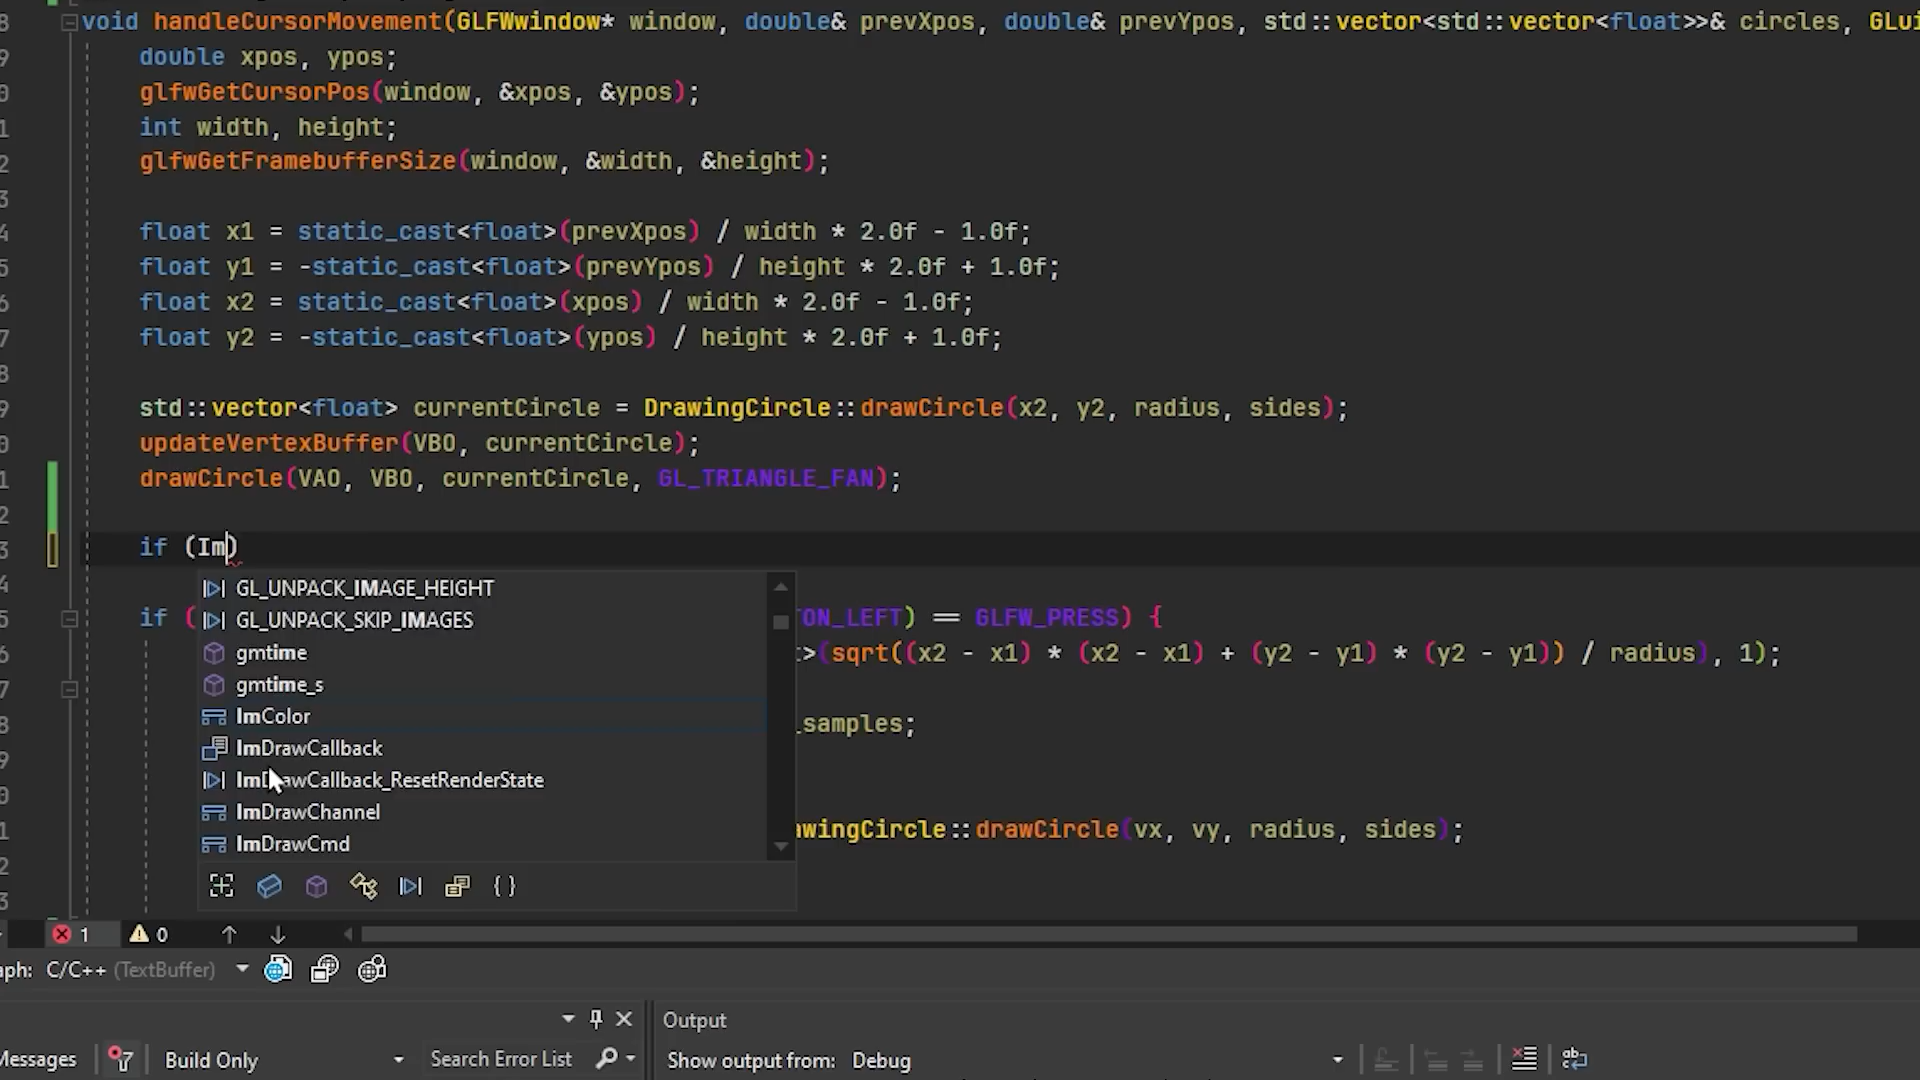 void handleCursorMovement(GLFWwindow* window, double& prevXpos, double& prevYpos, std::vector<std::vector<float>>& circles, GLui
double xpos, ypos;
glfwGetCursorPos(window, &xpos, &ypos);
int width, height;
glfwGetFramebufferSize(window, &width, &height);
float x1 = static_cast<float>(prevXpos) / width * 2.0f - 1.0f;
float y1 = -static_cast<float>(prevYpos) / height * 2.0f + 1.0f;
float x2 = static_cast<float>(xpos) / width * 2.0f - 1.0f;
float y2 = -static_cast<float>(ypos) / height * 2.0f + 1.0f;
std::vector<float> currentCircle = DrawingCircle::drawCircle(x2, y2, radius, sides);
updateVertexBuffer(VBO, currentCircle);
drawCircle(VAO, VBO, currentCircle, GL_TRIANGLE_FAN);
if (Im)
GL_UNPACK_IMAGE_HEIGHT
if ( ON_LEFT) == GLFW_PRESS) {
GL_UNPACK_SKIP_IMAGES
gmtime
t>(sqrt((x2 - x1) * (x2 - x1) + (y2 - y1) * (y2 - y1)) / radius), 1);
gmtime_s
ImColor
_samples;
ImDrawCallback
ImDrawCallback_ResetRenderState
ImDrawChannel
awingCircle::drawCircle(vx, vy, radius, sides);
ImDrawCmd
{ }
1 0
aph: C/C++ (TextBuffer)
Output
Messages Build Only Search Error List Show output from: Debug